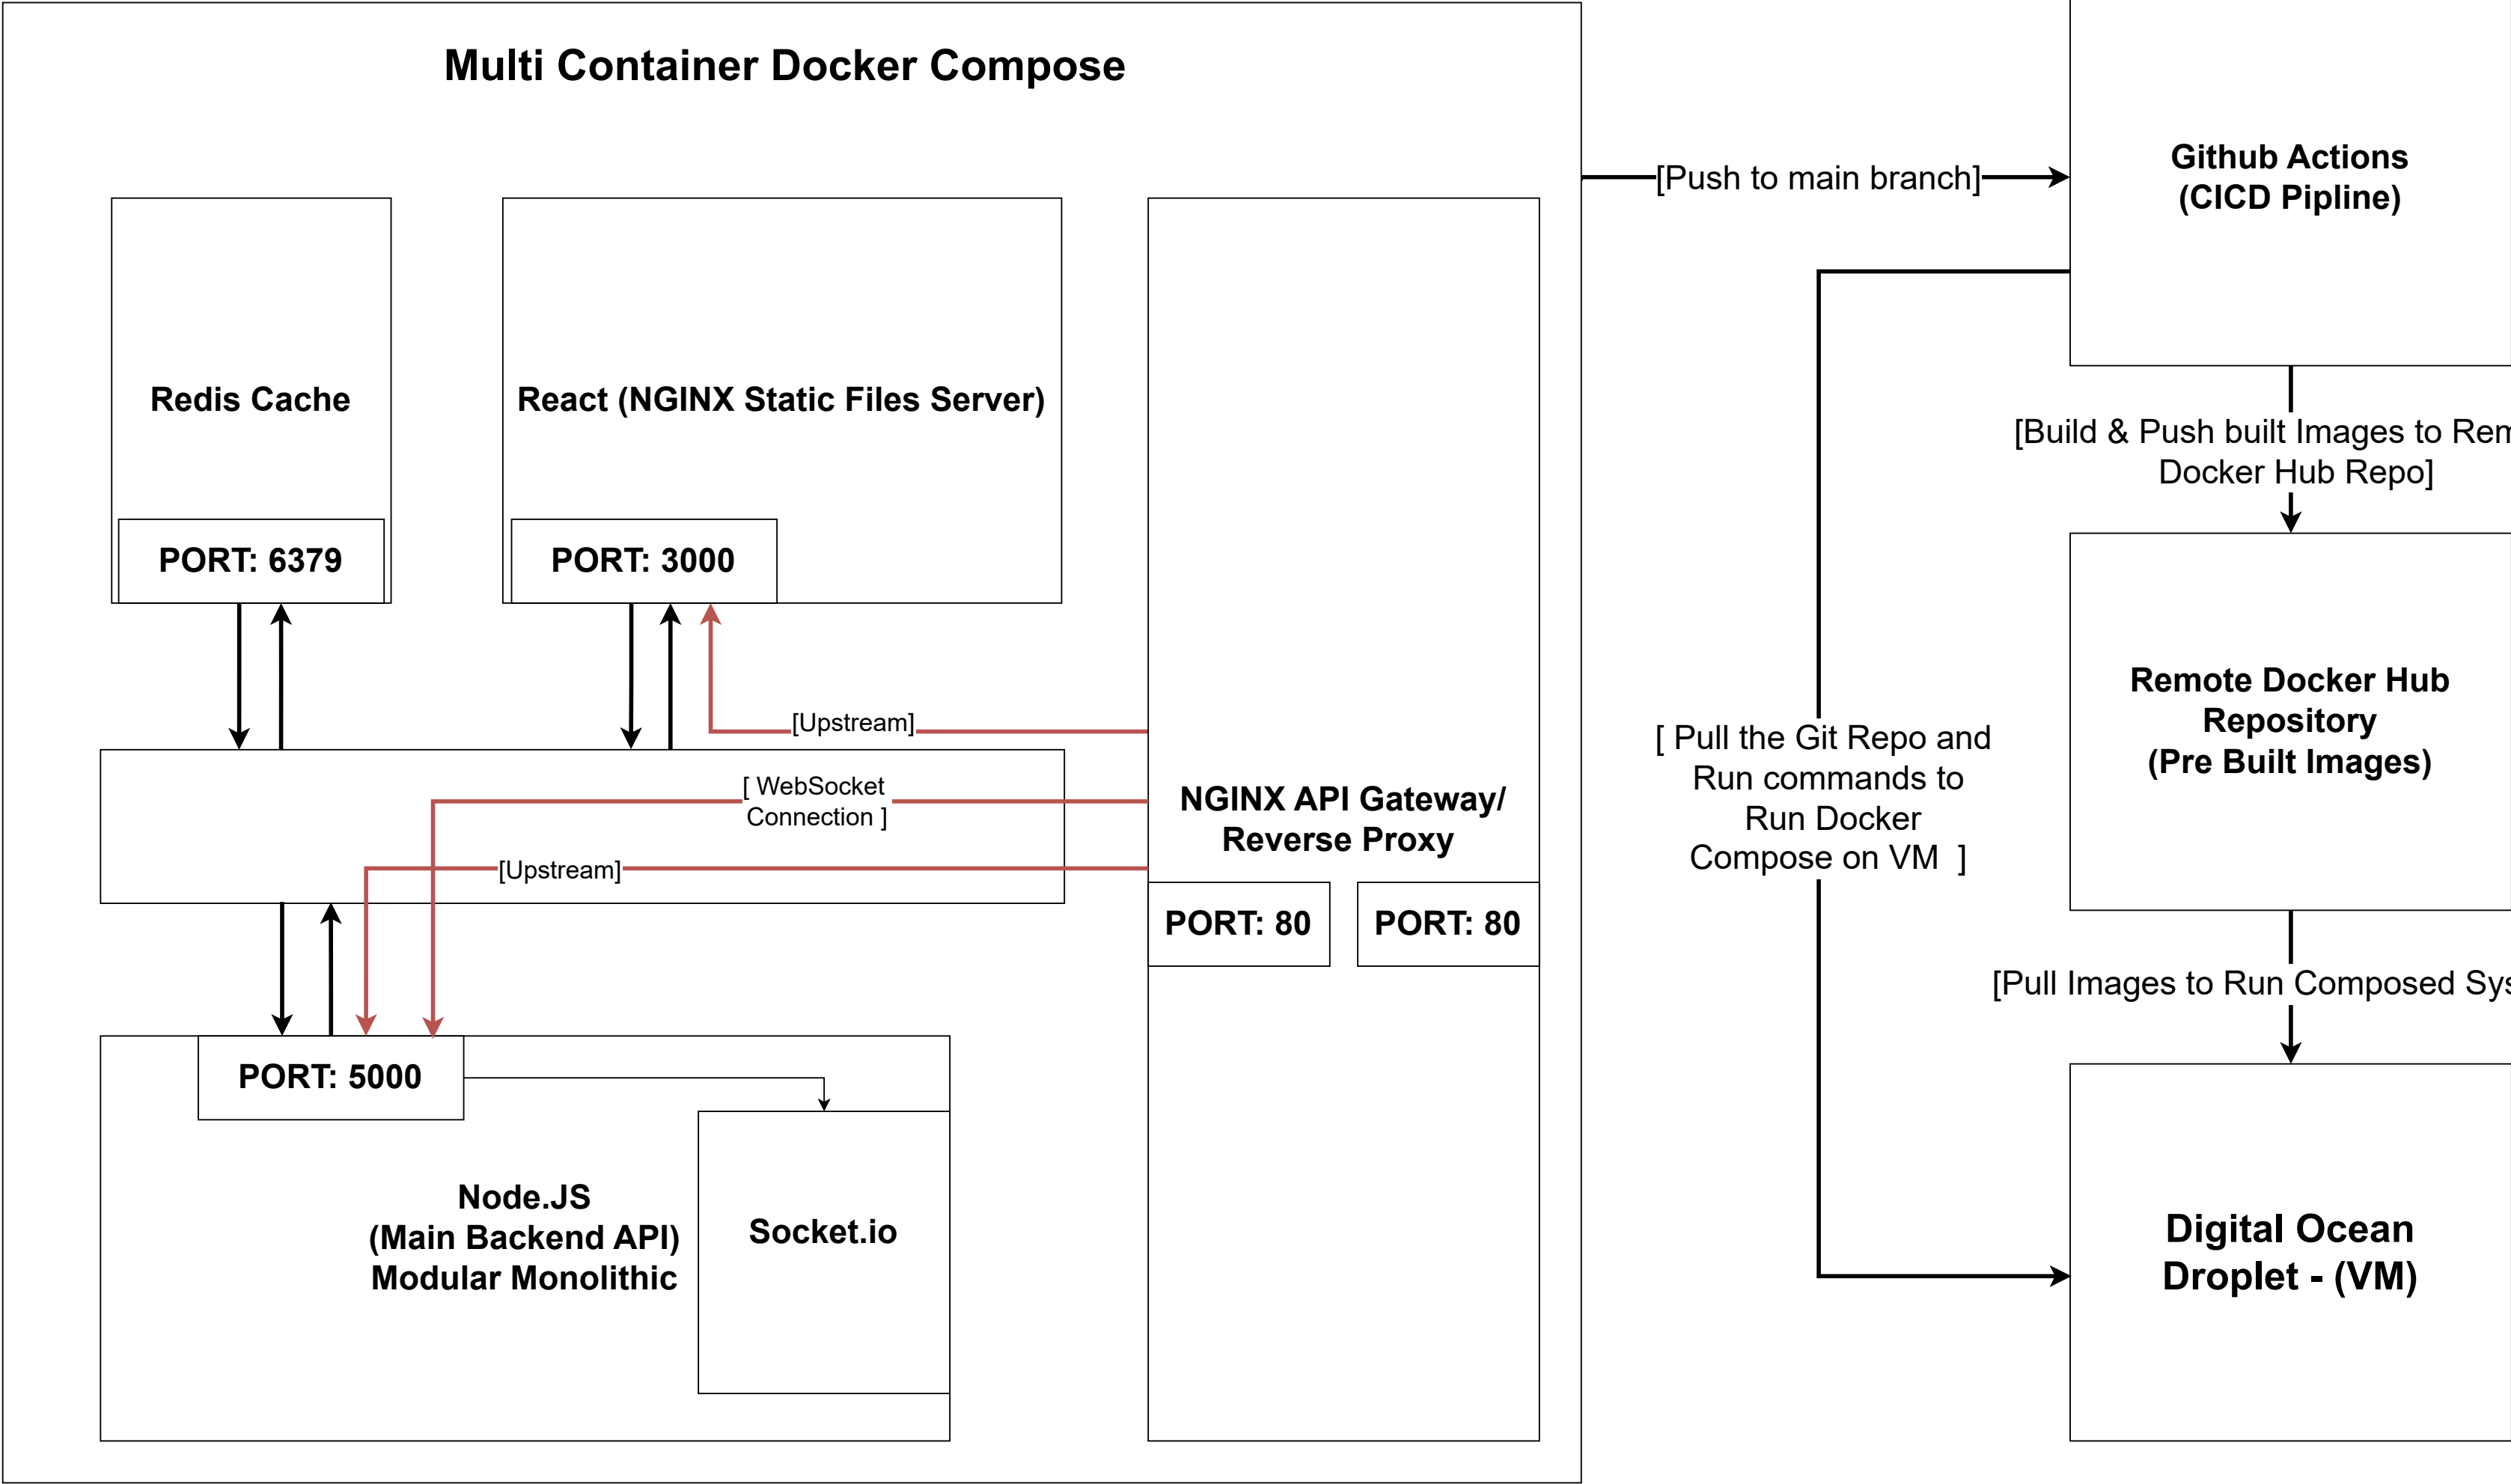 Multi Container Docker Compose
Redis Cache
PORT: 6379
React (NGINX Static Files Server)
PORT: 3000
[Upstream]
[ WebSocket
Connection ]
[Upstream]
NGINX API Gateway/
Reverse Proxy
PORT: 80
PORT: 80
PORT: 5000
Node.JS
(Main Backend API)
Modular Monolithic
Socket.io
[Push to main branch]
Github Actions
(CICD Pipline)
[Build & Push built Images to
Docker Hub Repo]
[ Pull the Git Repo and
Run commands to
Run Docker
Compose on VM ]
Remote Docker Hub
Repository
(Pre Built Images)
[Pull Images to Run Composed
Digital Ocean
Droplet - (VM)